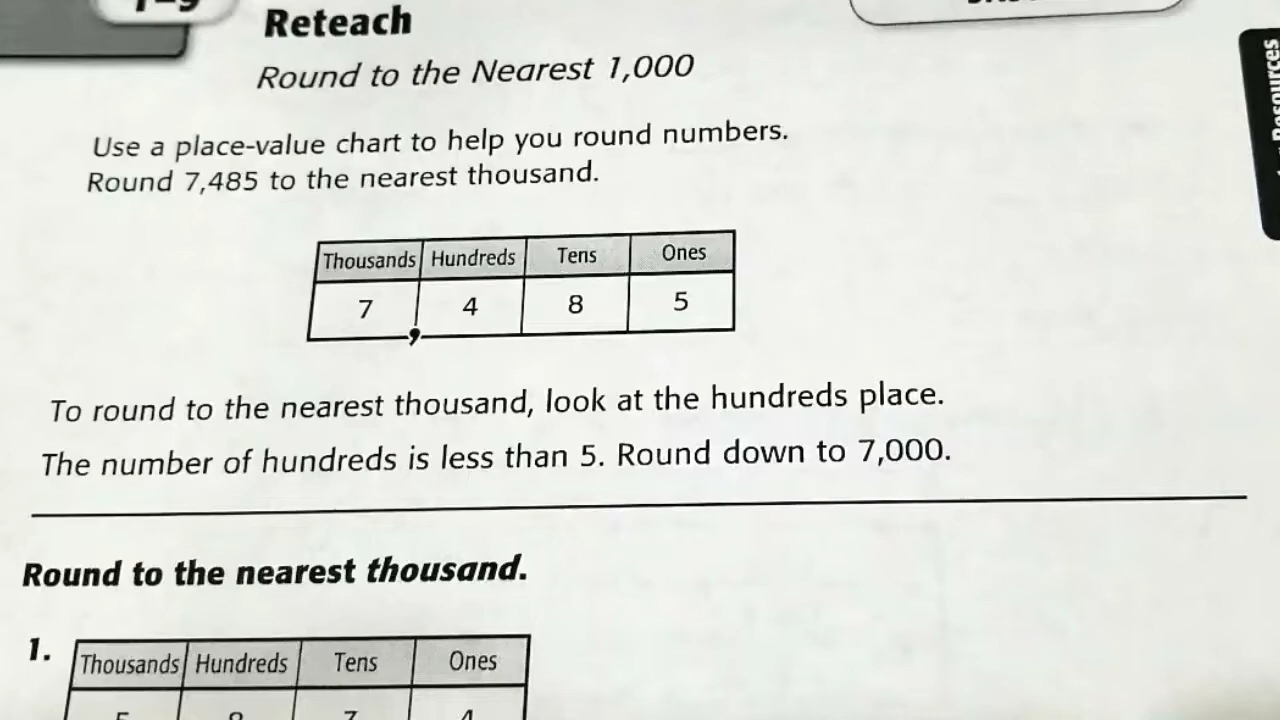 Reteach
Round to the Nearest 1,000
Resources
Use a place-value chart to help you round numbers.
Round 7,485 to the nearest thousand.
Thousands Hundreds Tens Ones
7 , 4 8 5
To round to the nearest thousand, look at the hundreds place.
The number of hundreds is less than 5. Round down to 7,000.
Round to the nearest thousand.
1.
Thousands Hundreds Tens Ones